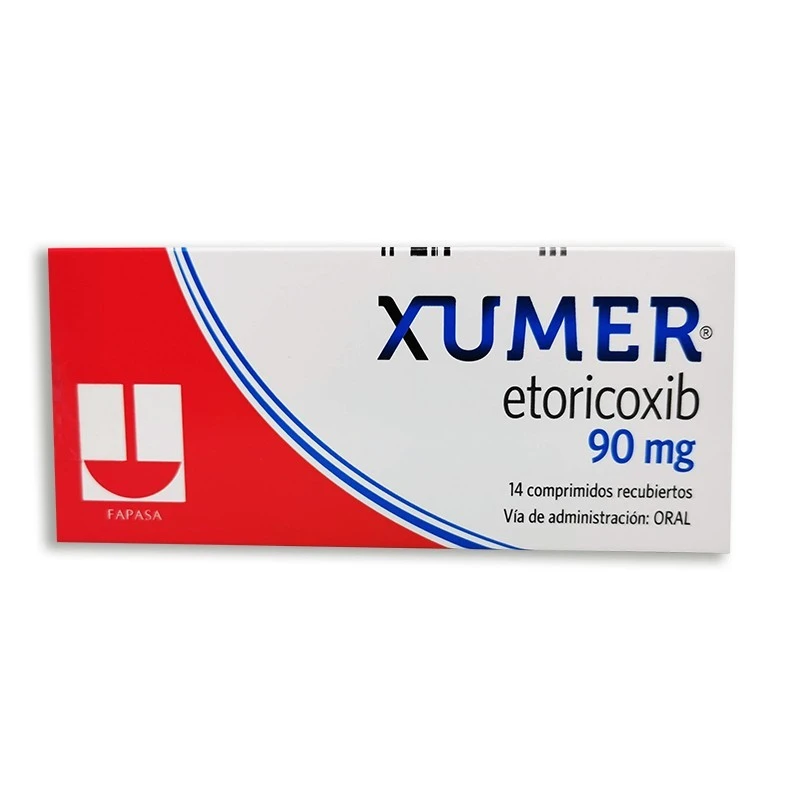 XUMER®
etoricoxib
90 mg
14 comprimidos recubiertos
Vía de administración: ORAL
FAPASA